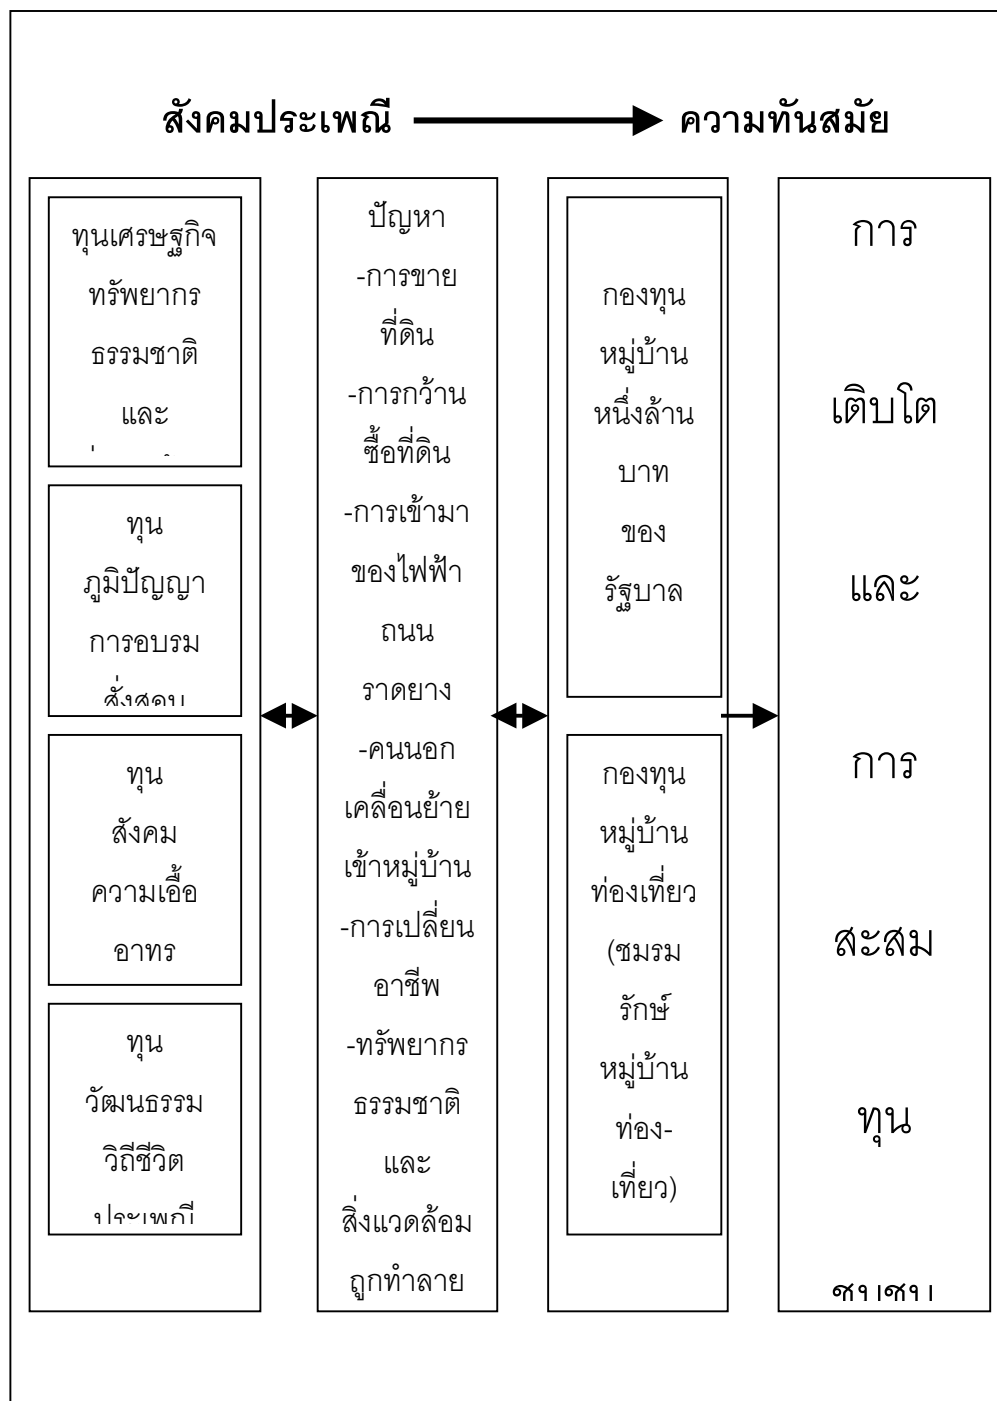 สังคมประเพณี ความทันสมัย
ทุนเศรษฐกิจ
ทรัพยากร
ธรรมชาติ
และ
ทุน
ภูมิปัญญา
การอบรม
สั่งสอน
ทุน
สังคม
ความเอื้อ
อาทร
ทุน
วัฒนธรรม
วิถีชีวิต
ประเพณี
ปัญหา
-การขาย
ที่ดิน
-การกว้าน
ซื้อที่ดิน
-การเข้ามา
ของไฟฟ้า
ถนน
ราดยาง
-คนนอก
เคลื่อนย้าย
เข้าหมู่บ้าน
-การเปลี่ยน
อาชีพ
-ทรัพยากร
ธรรมชาติ
และ
สิ่งแวดล้อม
ถูกทำลาย
กองทุน
หมู่บ้าน
หนึ่งล้าน
บาท
ของ
รัฐบาล
กองทุน
หมู่บ้าน
ท่องเที่ยว
(ชมรม
รักษ์
หมู่บ้าน
ท่อง-
เที่ยว)
การ
เติบโต
และ
การ
สะสม
ทุน
ชุมชน